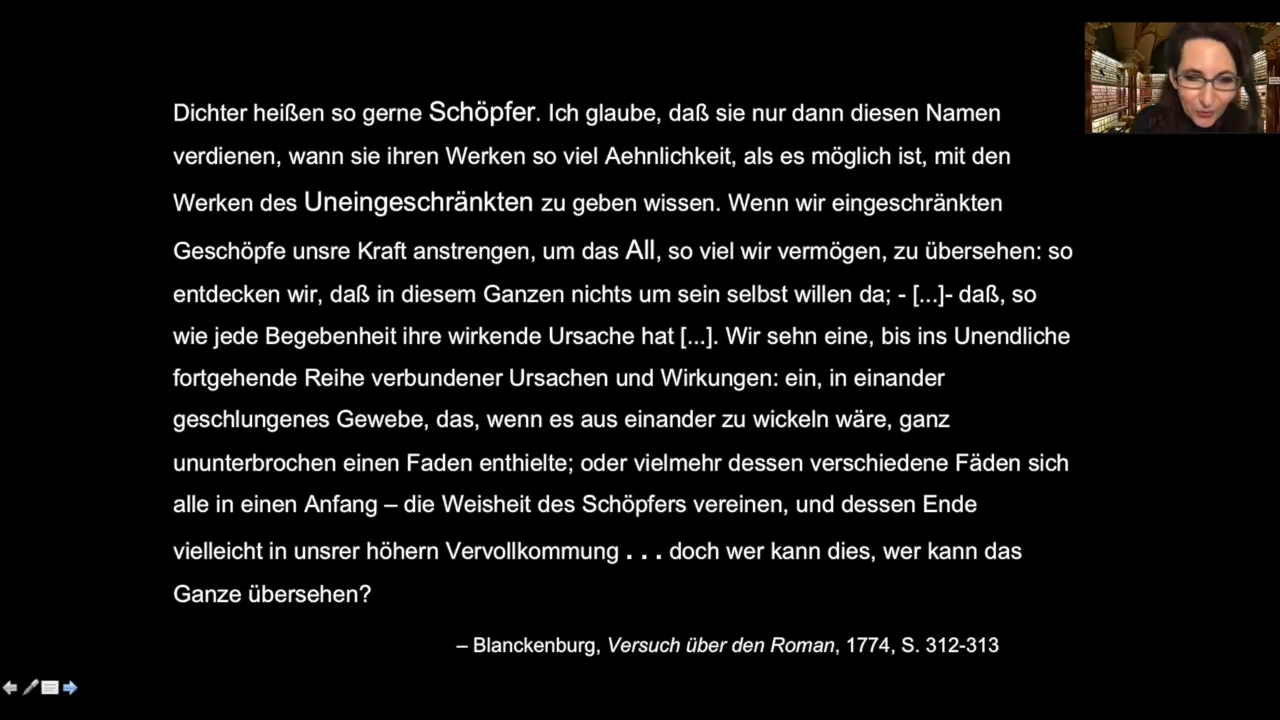 Dichter heißen so gerne Schöpfer. Ich glaube, daß sie nur dann diesen Namen
verdienen, wann sie ihren Werken so viel Aehnlichkeit, als es möglich ist, mit den
Werken des Uneingeschränkten zu geben wissen. Wenn wir eingeschränkten
Geschöpfe unsre Kraft anstrengen, um das All, so viel wir vermögen, zu übersehen: so
entdecken wir, daß in diesem Ganzen nichts um sein selbst willen da; - [...]- daß, so
wie jede Begebenheit ihre wirkende Ursache hat [...]. Wir sehn eine, bis ins Unendliche
fortgehende Reihe verbundener Ursachen und Wirkungen: ein, in einander
geschlungenes Gewebe, das, wenn es aus einander zu wickeln wäre, ganz
ununterbrochen einen Faden enthielte; oder vielmehr dessen verschiedene Fäden sich
alle in einen Anfang – die Weisheit des Schöpfers vereinen, und dessen Ende
vielleicht in unsrer höhern Vervollkommung . . . doch wer kann dies, wer kann das
Ganze übersehen?
– Blanckenburg, Versuch über den Roman, 1774, S. 312-313